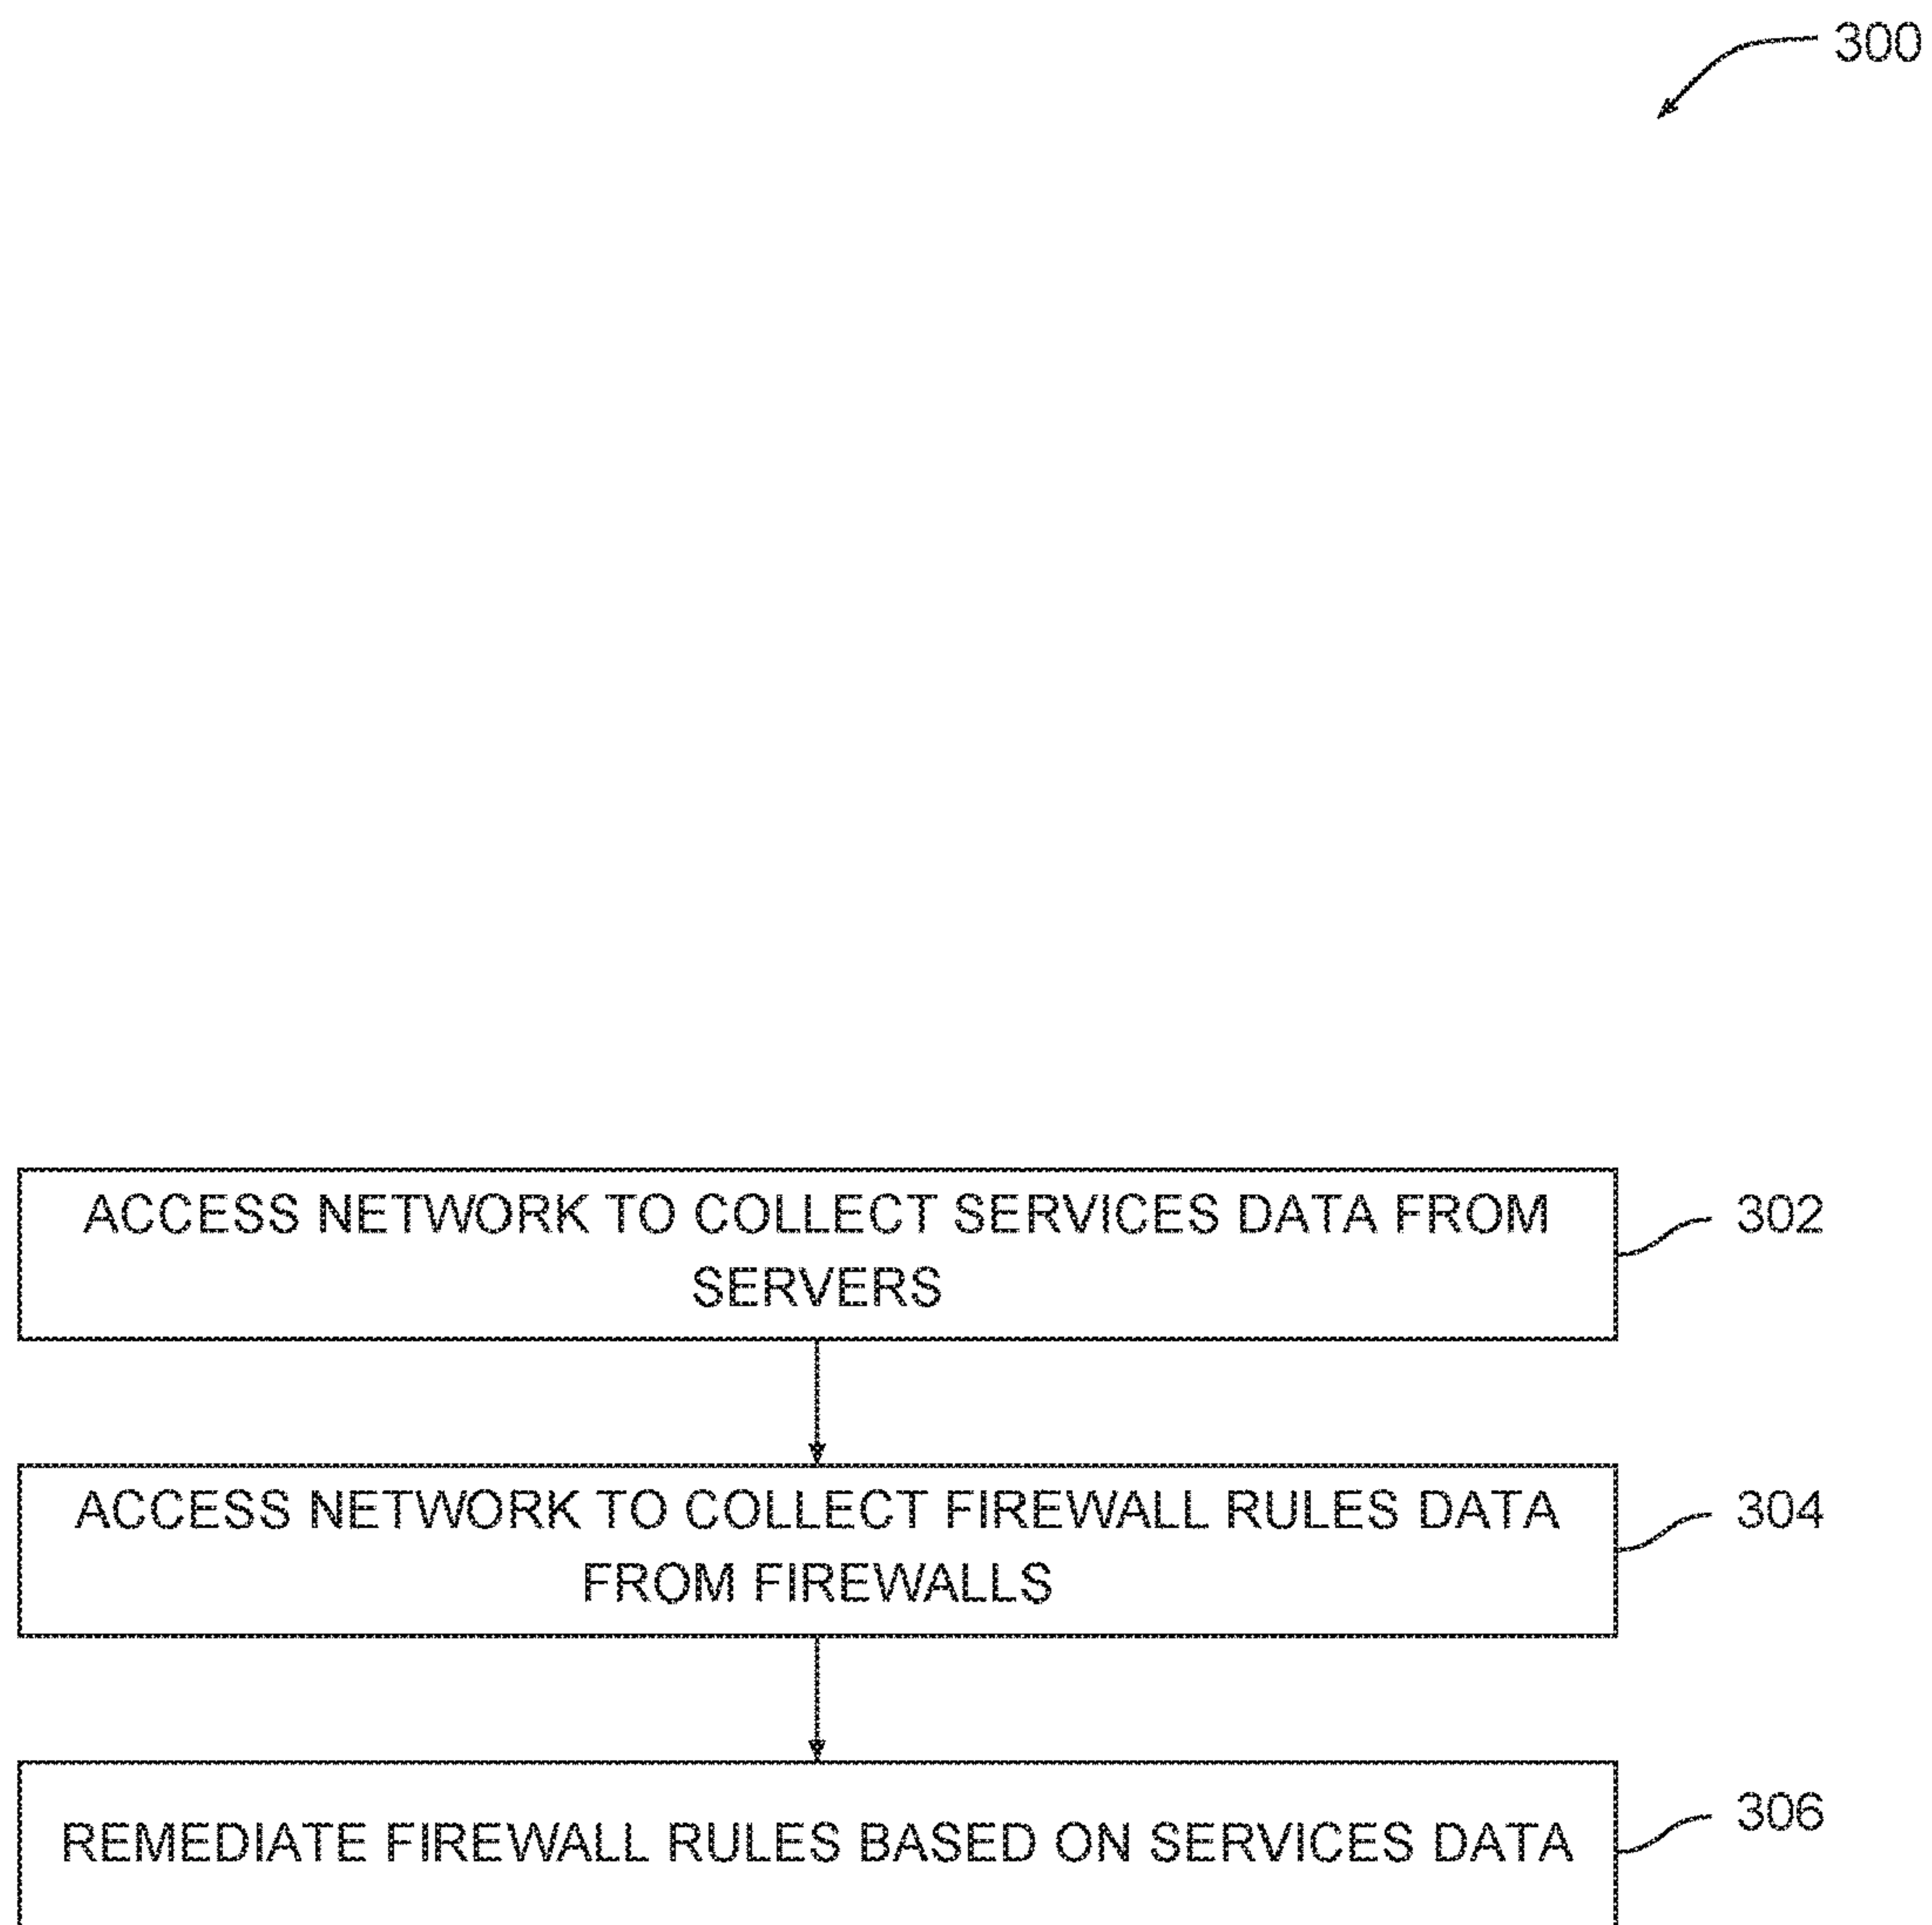 300
ACCESS NETWORK TO COLLECT SERVICES DATA FROM
SERVERS
302
ACCESS NETWORK TO COLLECT FIREWALL RULES DATA
FROM FIREWALLS
304
REMEDIATE FIREWALL RULES BASED ON SERVICES DATA
306